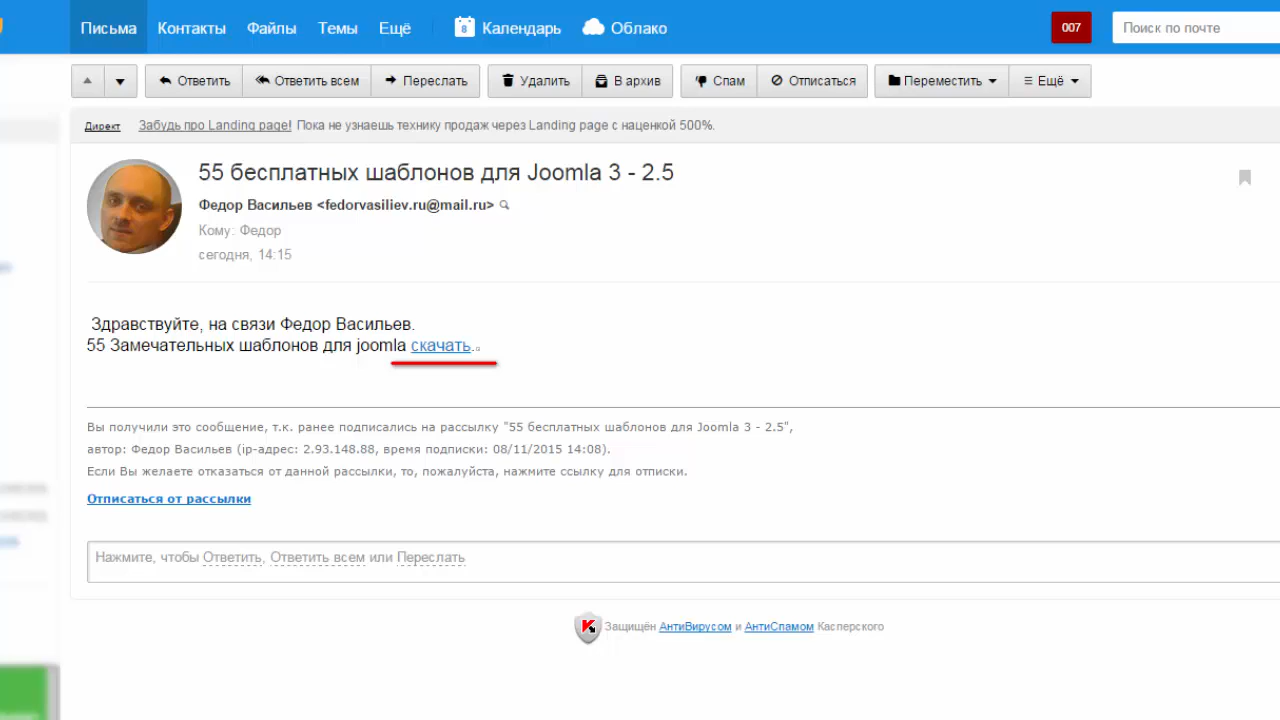 Письма Контакты Файлы Темы Ещё 8 Календарь Облако 007 Поиск по почте
Ответить Ответить всем Переслать Удалить В архив Спам Отписаться Переместить Ещё
Директ Забудь про Landing page! Пока не узнаешь технику продаж через Landing page с наценкой 500%.
55 бесплатных шаблонов для Joomla 3 - 2.5
Федор Васильев <fedorvasiliev.ru@mail.ru>
Кому: Федор
сегодня, 14:15
Здравствуйте, на связи Федор Васильев.
55 Замечательных шаблонов для joomla скачать.
Вы получили это сообщение, т.к. ранее подписались на рассылку "55 бесплатных шаблонов для Joomla 3 - 2.5",
автор: Федор Васильев (ip-адрес: 2.93.148.88, время подписки: 08/11/2015 14:08).
Если Вы желаете отказаться от данной рассылки, то, пожалуйста, нажмите ссылку для отписки.
Отписаться от рассылки
Нажмите, чтобы Ответить, Ответить всем или Переслать
Защищён АнтиВирусом и АнтиСпамом Касперского